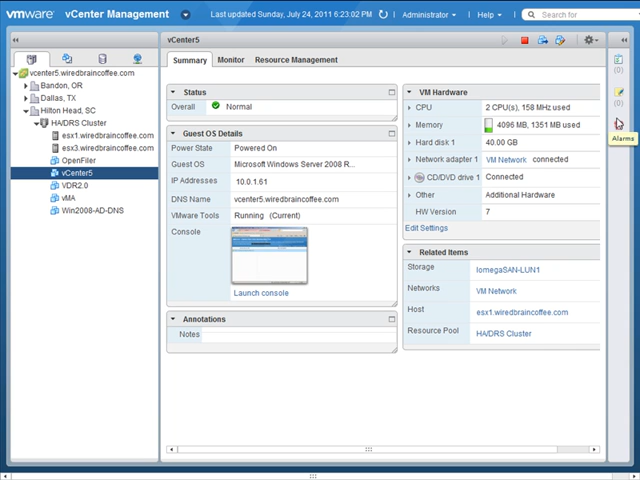 vmware vCenter Management Last updated Sunday, July 24, 2011 6:23:02 PM Administrator Help Search
vCenter5
Summary Monitor Resource Management
vcenter5.wiredbraincoffee.com
Bandon, OR
Dallas, TX
Hilton Head, SC
HA/DRS Cluster
esx1.wiredbraincoffee.com
esx3.wiredbraincoffee.com
OpenFiler
vCenter5
VDR2.0
vMA
Win2008-AD-DNS
Status
Overall Normal
Guest OS Details
Power State Powered On
Guest OS Microsoft Windows Server 2008 R...
IP Addresses 10.0.1.61
DNS Name vcenter5.wiredbraincoffee.com
VMware Tools Running (Current)
Console
Launch console
Annotations
Notes
VM Hardware
CPU 2 CPU(s), 158 MHz used
Memory 4096 MB, 1351 MB used
Hard disk 1 40.00 GB
Network adapter 1 VM Network connected
CD/DVD drive 1 Connected
Other Additional Hardware
HW Version 7
Edit Settings
Related Items
Storage IomegaSAN-LUN1
Networks VM Network
Host esx1.wiredbraincoffee.com
Resource Pool HA/DRS Cluster
(0)
(0)
Alarms